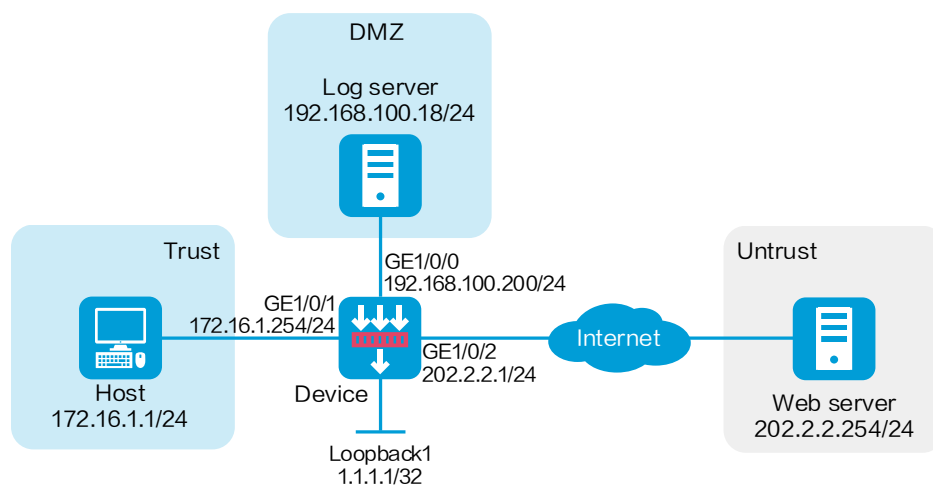 DMZ
Log server
192.168.100.18/24
Trust
Untrust
GE1/0/0
192.168.100.200/24
GE1/0/1
172.16.1.254/24
Internet
GE1/0/2
202.2.2.1/24
Host
172.16.1.1/24
Device
Web server
202.2.2.254/24
Loopback1
1.1.1.1/32